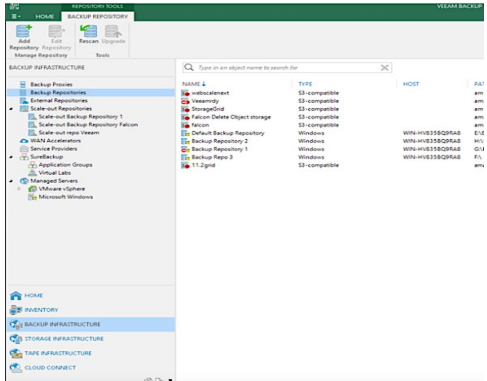 REPOSITORY TOOLS
VEEAM BACKUP
HOME BACKUP REPOSITORY
Add Repository
Edit Repository
Rescan Upgrade
Manage Repository Tools
BACKUP INFRASTRUCTURE
Type in an object name to search for
Backup Proxies
Backup Repositories
External Repositories
Scale-out Repositories
Scale-out Backup Repository 1
Scale-out Backup Repository Falcon
Scale-out repo Veeam
WAN Accelerators
Service Providers
SureBackup
Application Groups
Virtual Labs
Managed Servers
VMware vSphere
Microsoft Windows
NAME TYPE HOST PA
webscalenext S3-compatible am
Veeamrdy S3-compatible am
StorageGrid S3-compatible am
Falcon Delete Object storage S3-compatible am
falcon S3-compatible am
Default Backup Repository Windows WIN-HV835BQ9RA8
Backup Repository 2 Windows WIN-HV835BQ9RA8 H:\
Backup Repository 1 Windows WIN-HV835BQ9RA8
Backup Repo 3 Windows WIN-HV835BQ9RA8 F:\
11.2grid S3-compatible am
HOME
INVENTORY
BACKUP INFRASTRUCTURE
STORAGE INFRASTRUCTURE
TAPE INFRASTRUCTURE
CLOUD CONNECT